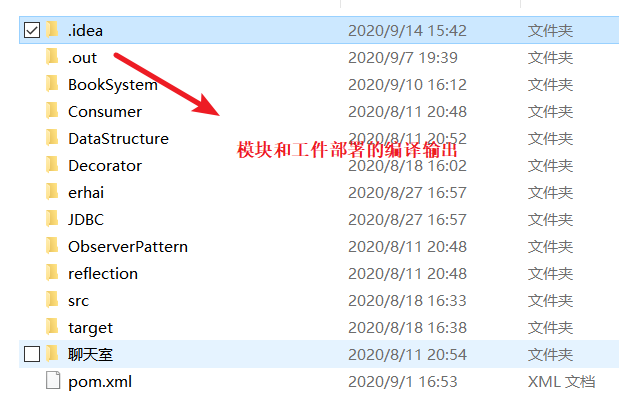 .idea 2020/9/14 15:42 文件夹
.out 2020/9/7 19:39 文件夹
BookSystem 2020/9/10 16:12 文件夹
Consumer 2020/8/11 20:48 文件夹
DataStructure 2020/8/11 20:52 文件夹
模块和工件部署的编译输出
Decorator 2020/8/18 16:02 文件夹
erhai 2020/8/27 16:57 文件夹
JDBC 2020/8/27 16:57 文件夹
ObserverPattern 2020/8/11 20:48 文件夹
reflection 2020/8/11 20:48 文件夹
src 2020/8/18 16:33 文件夹
target 2020/8/18 16:38 文件夹
聊天室 2020/8/11 20:54 文件夹
pom.xml 2020/9/1 16:53 XML 文档